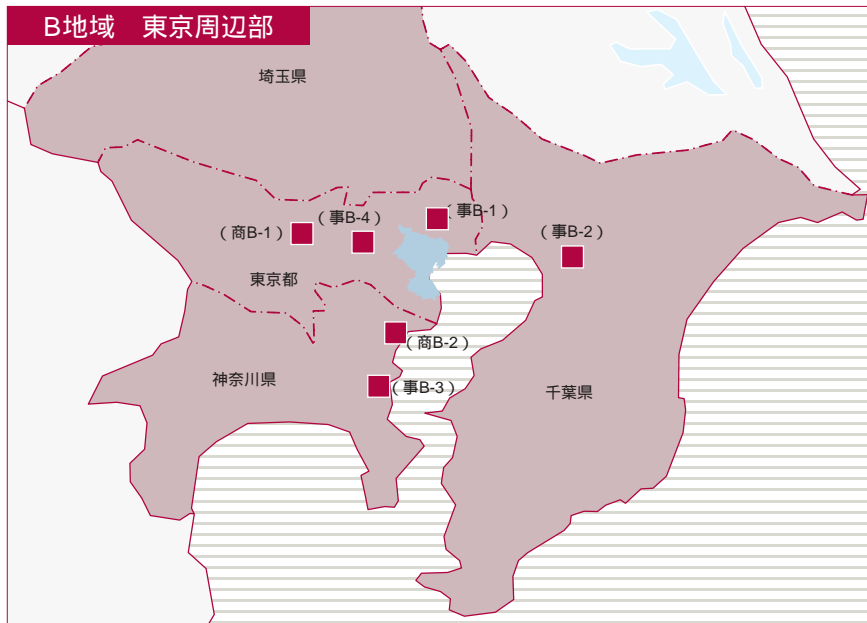 B地域 東京周辺部
埼玉県
（事B-1）
（事B-4）
（商B-1）
（事B-2）
東京都
（商B-2）
神奈川県
（事B-3）
千葉県